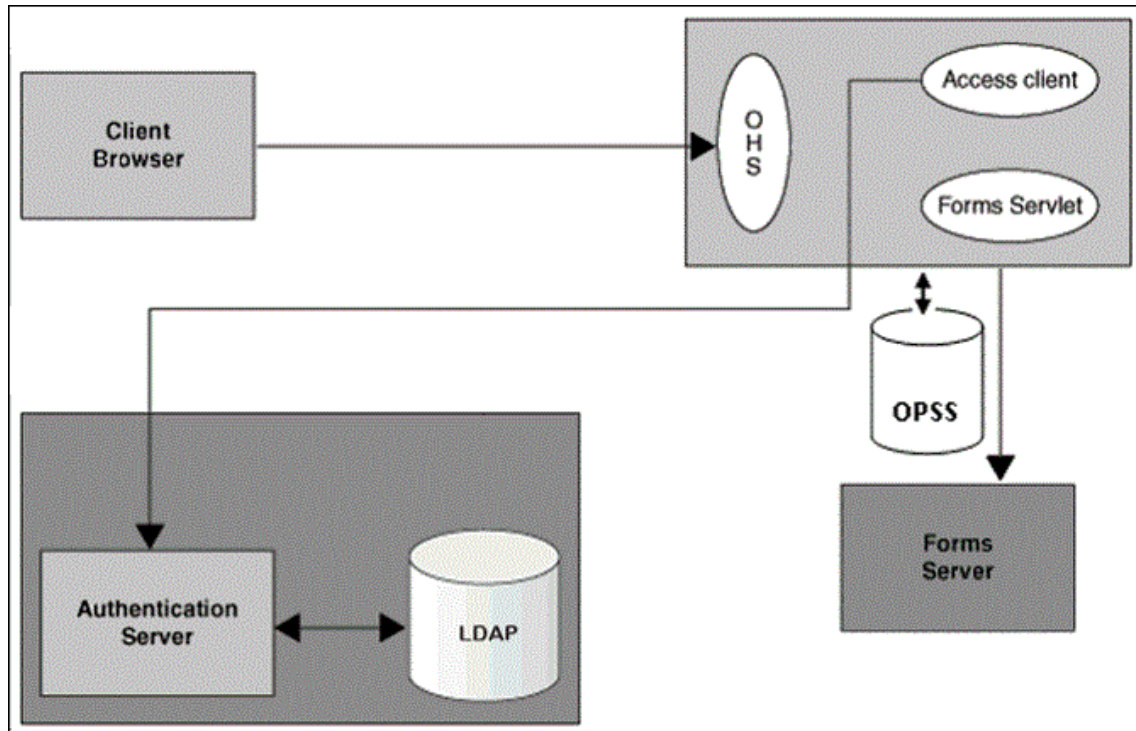 Client
Browser
O
H
S
Access client
Forms Servlet
OPSS
Forms
Server
Authentication
Server
LDAP